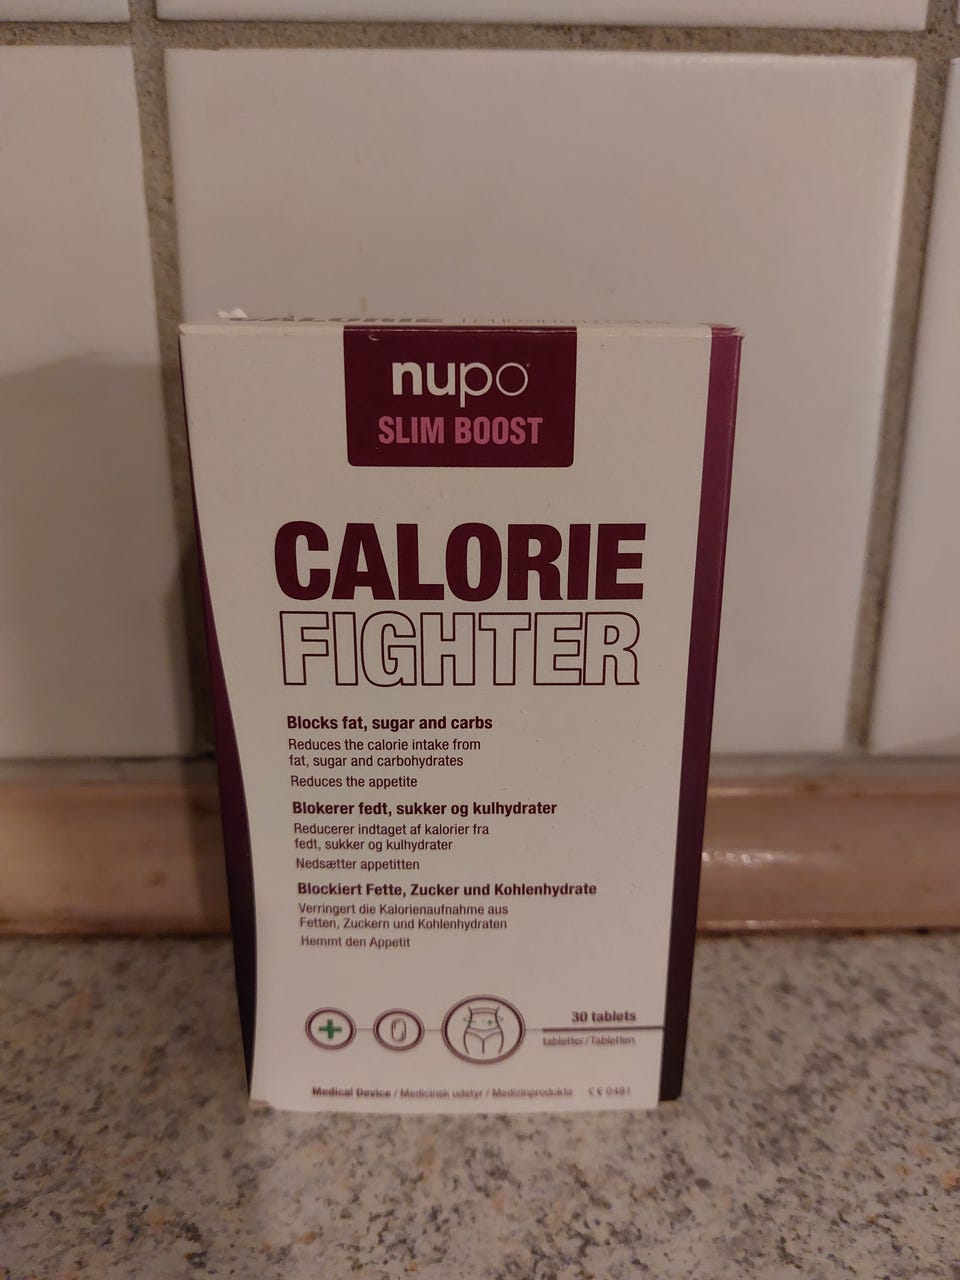 CALORIE
nupo
SLIM BOOST
CALORIE
FIGHTER
Blocks fat, sugar and carbs
Reduces the calorie intake from
fat, sugar and carbohydrates
Reduces the appetite
Blokerer fedt, sukker og kulhydrater
Reducerer indtaget af kalorier fra
fedt, sukker og kulhydrater
Nedsætter appetitten
Blockiert Fette, Zucker und Kohlenhydrate
Verringert die Kalorienaufnahme aus
Fetten, Zuckern und Kohlenhydraten
Hemmt den Appetit
30 tablets
tabletter/Tabletten
Medical Device / Medicinsk udstyr / Medizinprodukte CE 0481